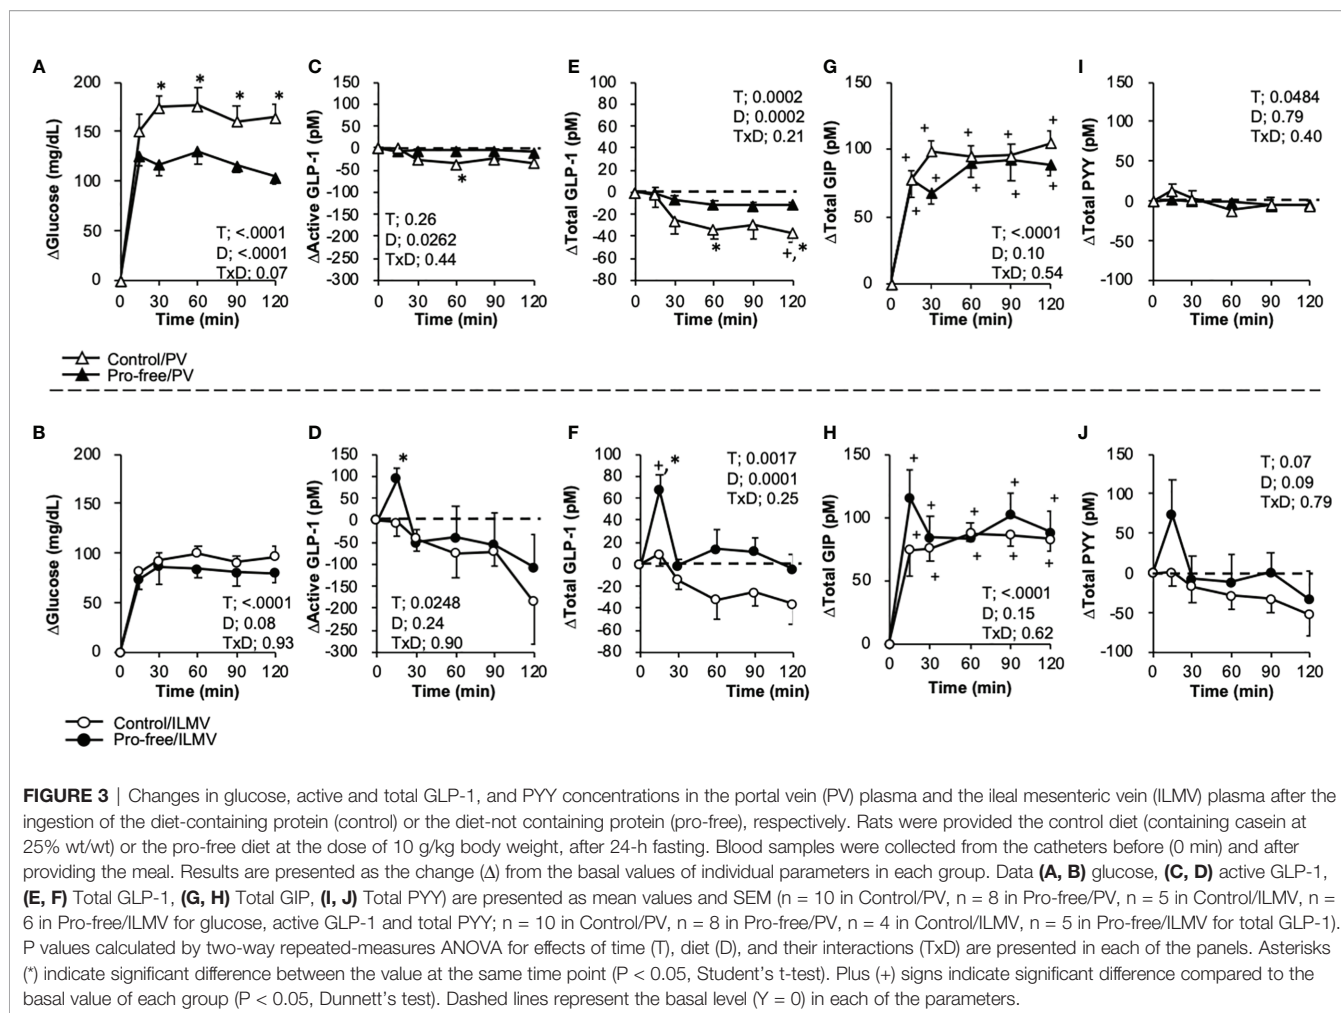 A
ΔGlucose (mg/dL)
200
150
100
50
0
* * * *
T; <.0001
D; <.0001
TxD; 0.07
0 30 60 90 120
Time (min)
C
ΔActive GLP-1 (pM)
150
100
50
0
-50
-100
-150
-200
-250
-300
*
T; 0.26
D; 0.0262
TxD; 0.44
0 30 60 90 120
Time (min)
E
ΔTotal GLP-1 (pM)
100
80
60
40
20
0
-20
-40
-60
-80
T; 0.0002
D; 0.0002
TxD; 0.21
* +,*
0 30 60 90 120
Time (min)
G
ΔTotal GIP (pM)
150
100
50
0
+ + + + +
+ + + + +
T; <.0001
D; 0.10
TxD; 0.54
0 30 60 90 120
Time (min)
I
ΔTotal PYY (pM)
150
100
50
0
-50
-100
T; 0.0484
D; 0.79
TxD; 0.40
0 30 60 90 120
Time (min)
Control/PV
Pro-free/PV
B
ΔGlucose (mg/dL)
200
150
100
50
0
T; <.0001
D; 0.08
TxD; 0.93
0 30 60 90 120
Time (min)
D
ΔActive GLP-1 (pM)
150
100
50
0
-50
-100
-150
-200
-250
-300
*
T; 0.0248
D; 0.24
TxD; 0.90
0 30 60 90 120
Time (min)
F
ΔTotal GLP-1 (pM)
100
80
60
40
20
0
-20
-40
-60
-80
+,*
T; 0.0017
D; 0.0001
TxD; 0.25
0 30 60 90 120
Time (min)
H
ΔTotal GIP (pM)
150
100
50
0
+ + + + +
+ + + + +
T; <.0001
D; 0.15
TxD; 0.62
0 30 60 90 120
Time (min)
J
ΔTotal PYY (pM)
150
100
50
0
-50
-100
T; 0.07
D; 0.09
TxD; 0.79
0 30 60 90 120
Time (min)
Control/ILMV
Pro-free/ILMV
FIGURE 3 | Changes in glucose, active and total GLP-1, and PYY concentrations in the portal vein (PV) plasma and the ileal mesenteric vein (ILMV) plasma after the
ingestion of the diet-containing protein (control) or the diet-not containing protein (pro-free), respectively. Rats were provided the control diet (containing casein at
25% wt/wt) or the pro-free diet at the dose of 10 g/kg body weight, after 24-h fasting. Blood samples were collected from the catheters before (0 min) and after
providing the meal. Results are presented as the change (Δ) from the basal values of individual parameters in each group. Data (A, B) glucose, (C, D) active GLP-1,
(E, F) Total GLP-1, (G, H) Total GIP, (I, J) Total PYY) are presented as mean values and SEM (n = 10 in Control/PV, n = 8 in Pro-free/PV, n = 5 in Control/ILMV, n =
6 in Pro-free/ILMV for glucose, active GLP-1 and total PYY; n = 10 in Control/PV, n = 8 in Pro-free/PV, n = 4 in Control/ILMV, n = 5 in Pro-free/ILMV for total GLP-1).
P values calculated by two-way repeated-measures ANOVA for effects of time (T), diet (D), and their interactions (TxD) are presented in each of the panels. Asterisks
(*) indicate significant difference between the value at the same time point (P < 0.05, Student's t-test). Plus (+) signs indicate significant difference compared to the
basal value of each group (P < 0.05, Dunnett's test). Dashed lines represent the basal level (Y = 0) in each of the parameters.